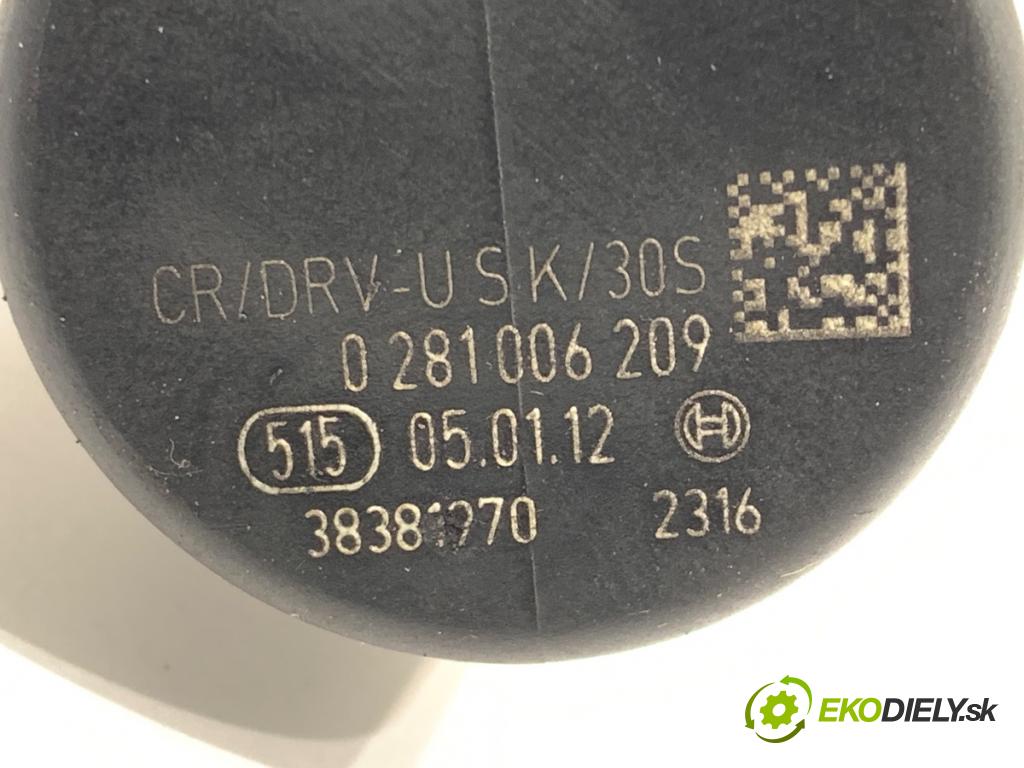 CR/DRV-U S K/30S
0 281 006 209
515 05.01.12
38381970 2316
EKODIELY.sk